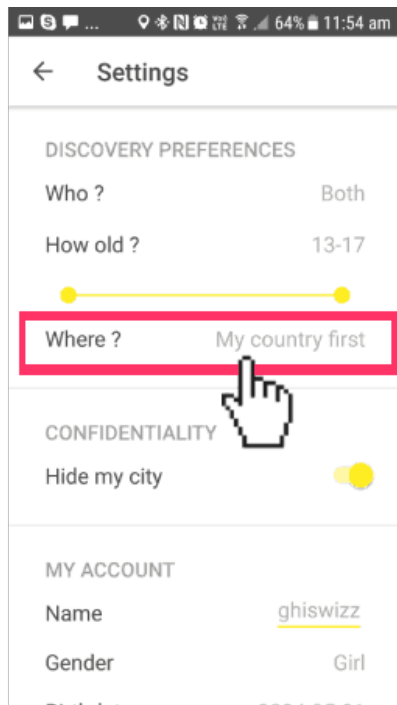 ... 64% 11:54 am
Settings
DISCOVERY PREFERENCES
Who ? Both
How old ? 13-17
Where ? My country first
CONFIDENTIALITY
Hide my city
MY ACCOUNT
Name ghiswizz
Gender Girl